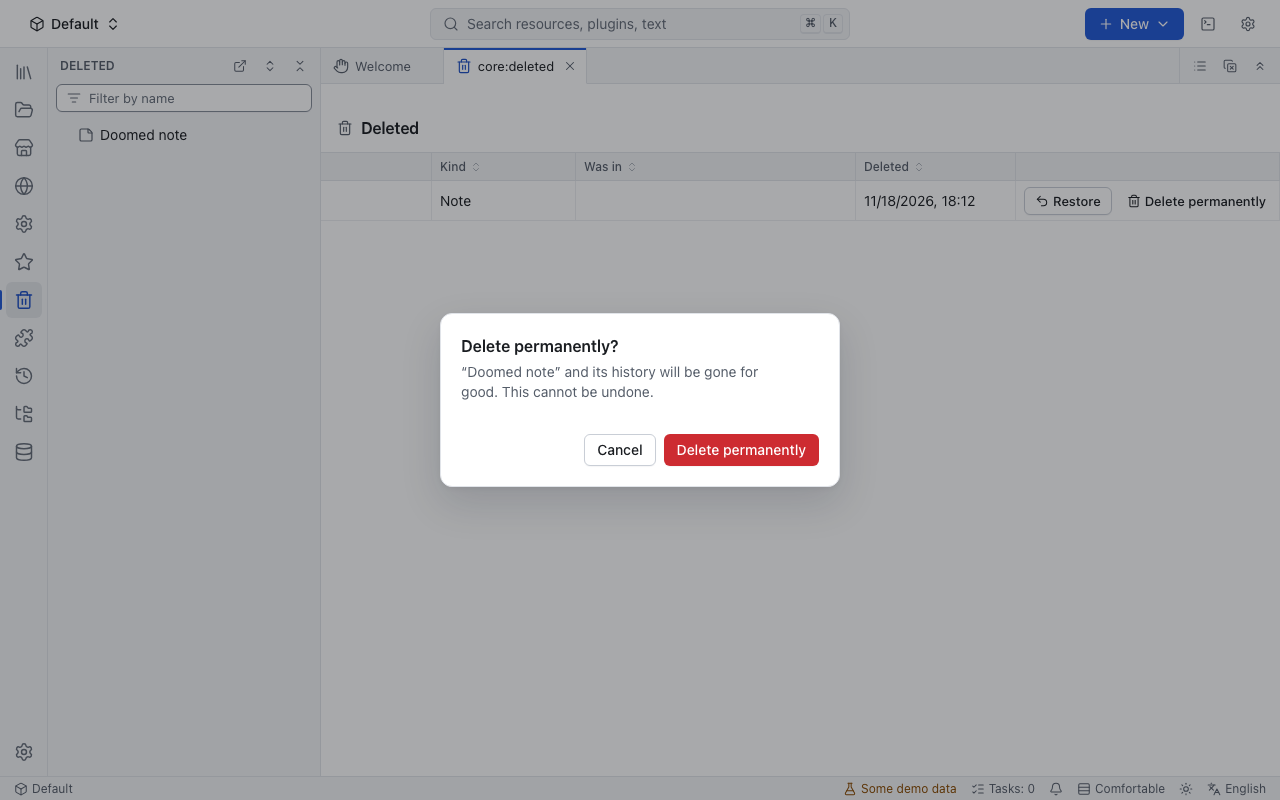 Default
Search resources, plugins, text
⌘ K
New
DELETED
Filter by name
Doomed note
Welcome
core:deleted
Deleted
Kind
Was in
Deleted
Note
11/18/2026, 18:12
Restore
Delete permanently
Delete permanently?
“Doomed note” and its history will be gone for
good. This cannot be undone.
Cancel
Delete permanently
Default
Some demo data
Tasks: 0
Comfortable
English